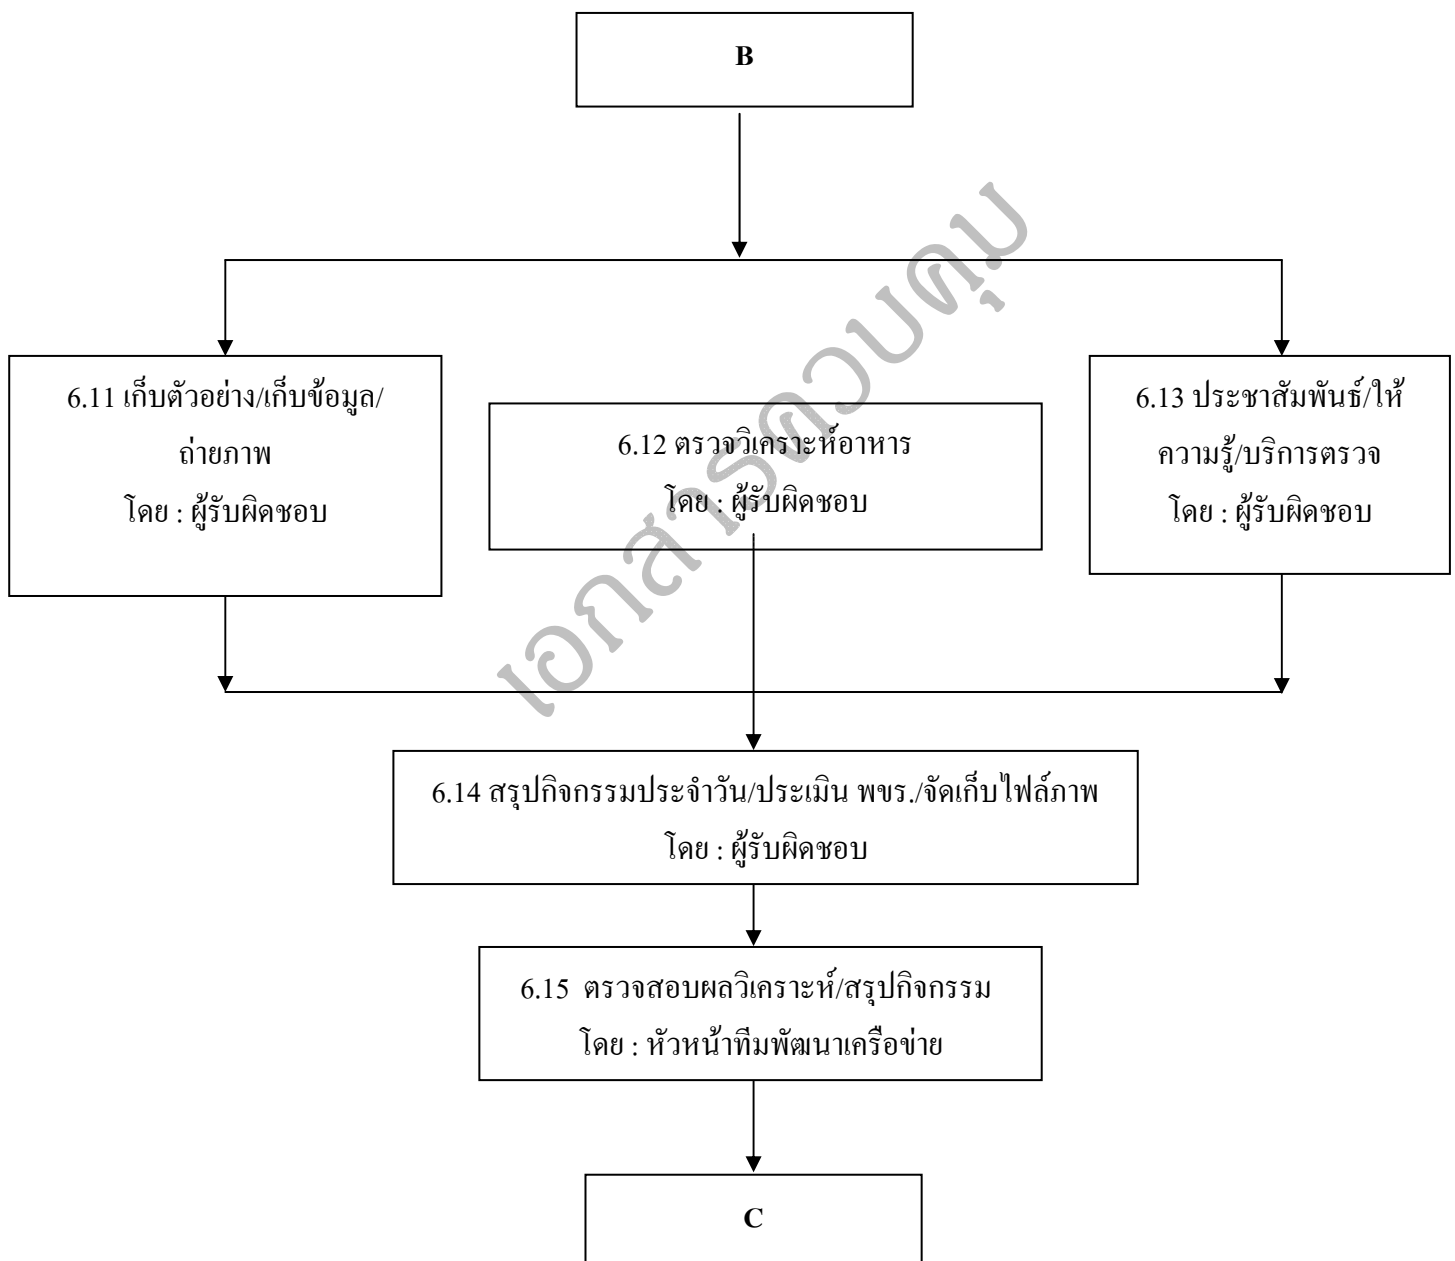 B
6.11 เก็บตัวอย่าง/เก็บข้อมูล/
ถ่ายภาพ
โดย : ผู้รับผิดชอบ
6.12 ตรวจวิเคราะห์อาหาร
โดย : ผู้รับผิดชอบ
6.13 ประชาสัมพันธ์/ให้
ความรู้/บริการตรวจ
โดย : ผู้รับผิดชอบ
เอกสารควบคุม
6.14 สรุปกิจกรรมประจำวัน/ประเมิน พขร./จัดเก็บไฟล์ภาพ
โดย : ผู้รับผิดชอบ
6.15 ตรวจสอบผลวิเคราะห์/สรุปกิจกรรม
โดย : หัวหน้าทีมพัฒนาเครือข่าย
C